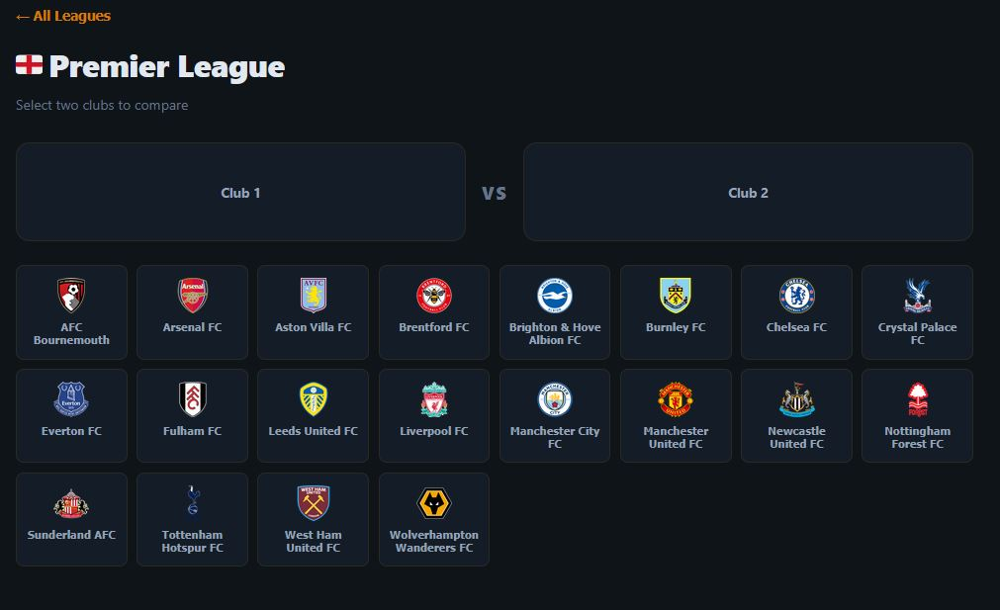 ← All Leagues
Premier League
Select two clubs to compare
Club 1
VS
Club 2
AFC
Bournemouth
Arsenal FC
Aston Villa FC
Brentford FC
Brighton & Hove
Albion FC
Burnley FC
Chelsea FC
Crystal Palace
FC
Everton FC
Fulham FC
Leeds United FC
Liverpool FC
Manchester City
FC
Manchester
United FC
Newcastle
United FC
Nottingham
Forest FC
Sunderland AFC
Tottenham
Hotspur FC
West Ham
United FC
Wolverhampton
Wanderers FC